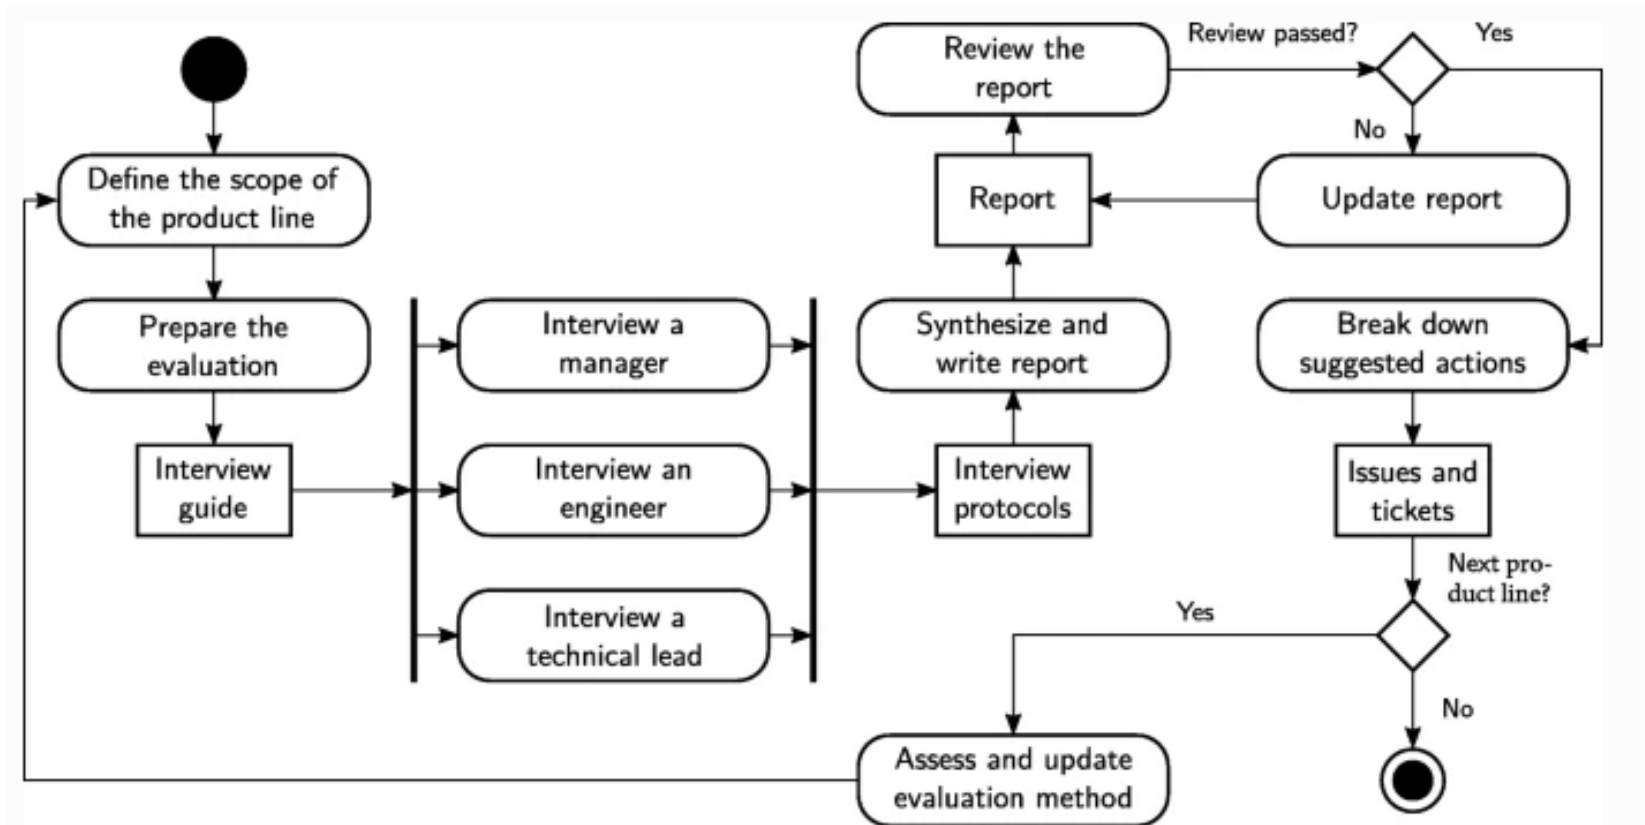 Define the scope of
the product line
Prepare the
evaluation
Interview
guide
Interview a
manager
Interview an
engineer
Interview a
technical lead
Interview
protocols
Synthesize and
write report
Report
Review the
report
Review passed?
Yes
No
Update report
Break down
suggested actions
Issues and
tickets
Next pro-
duct line?
Yes
No
Assess and update
evaluation method